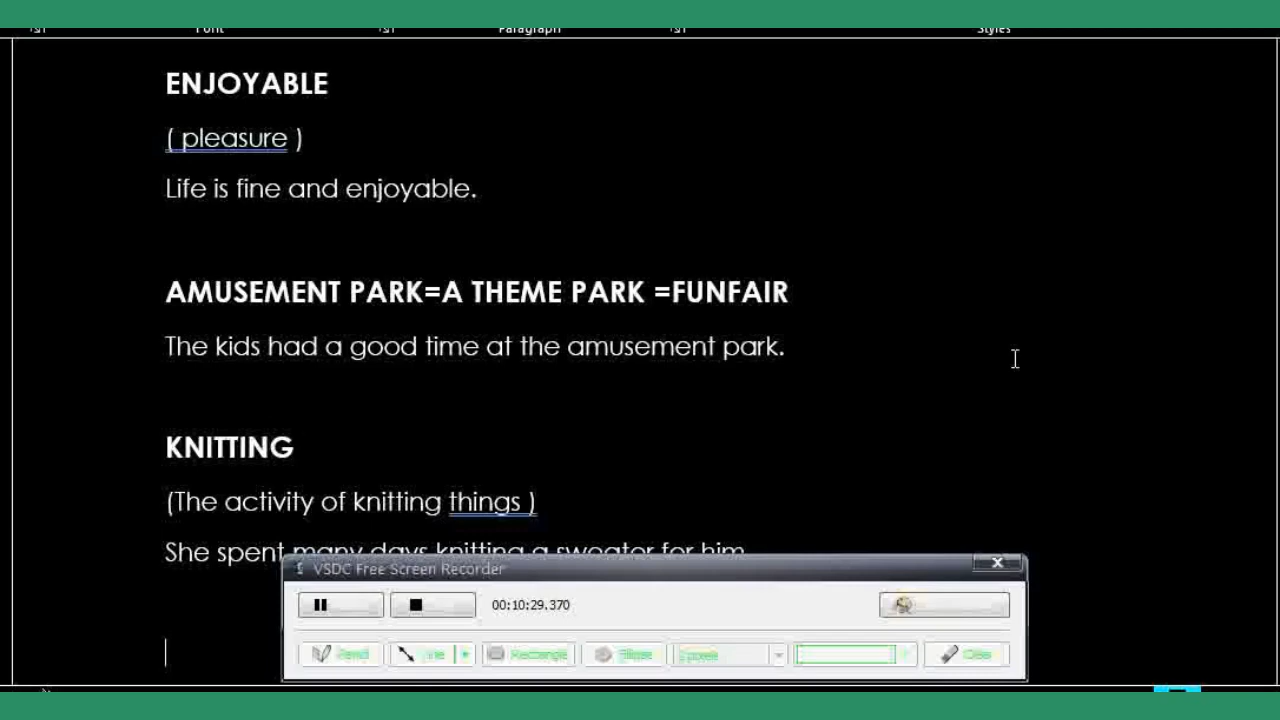 Font Paragraph Styles
ENJOYABLE
( pleasure )
Life is fine and enjoyable.
AMUSEMENT PARK=A THEME PARK =FUNFAIR
The kids had a good time at the amusement park.
KNITTING
(The activity of knitting things )
She spent many days knitting a sweater for him
VSDC Free Screen Recorder
00:10:29.370
Rectangle Ellipse